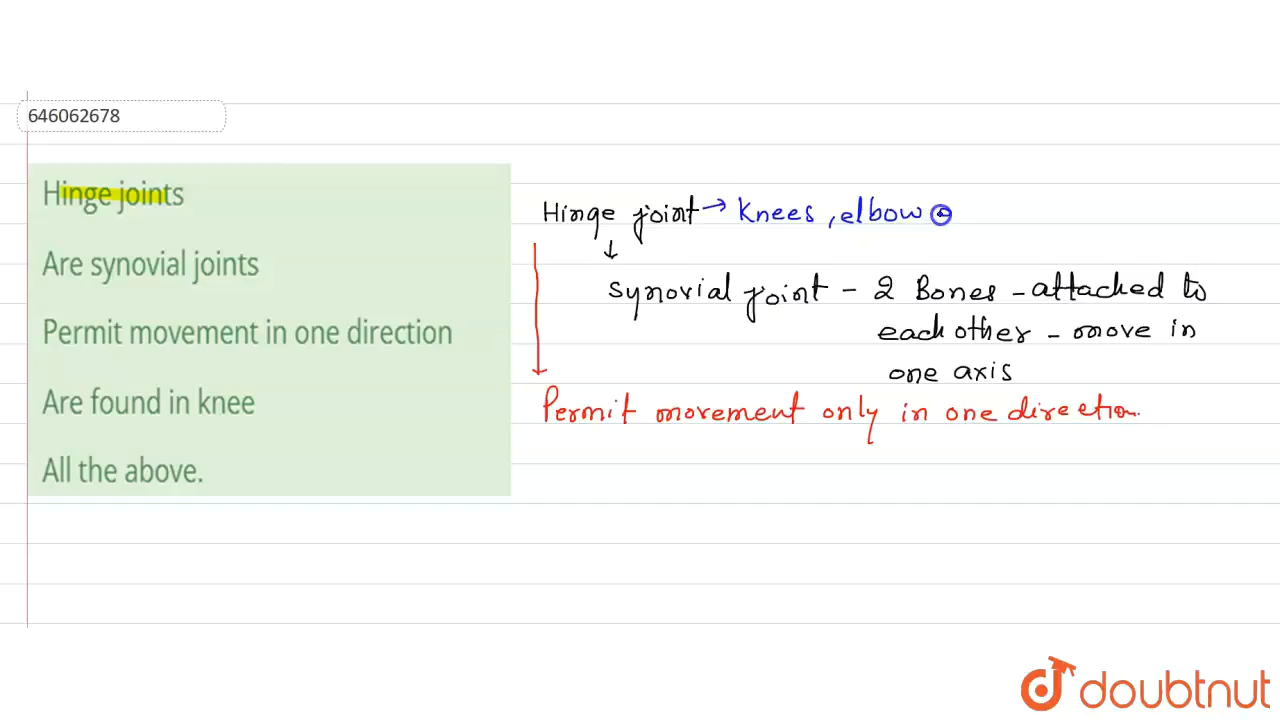 646062678
Hinge joints
Are synovial joints
Permit movement in one direction
Are found in knee
All the above.
Hinge joint → Knees, elbow
↓
synovial joint - 2 Bones - attached to
each other - move in
one axis
Permit movement only in one direction.
doubtnut